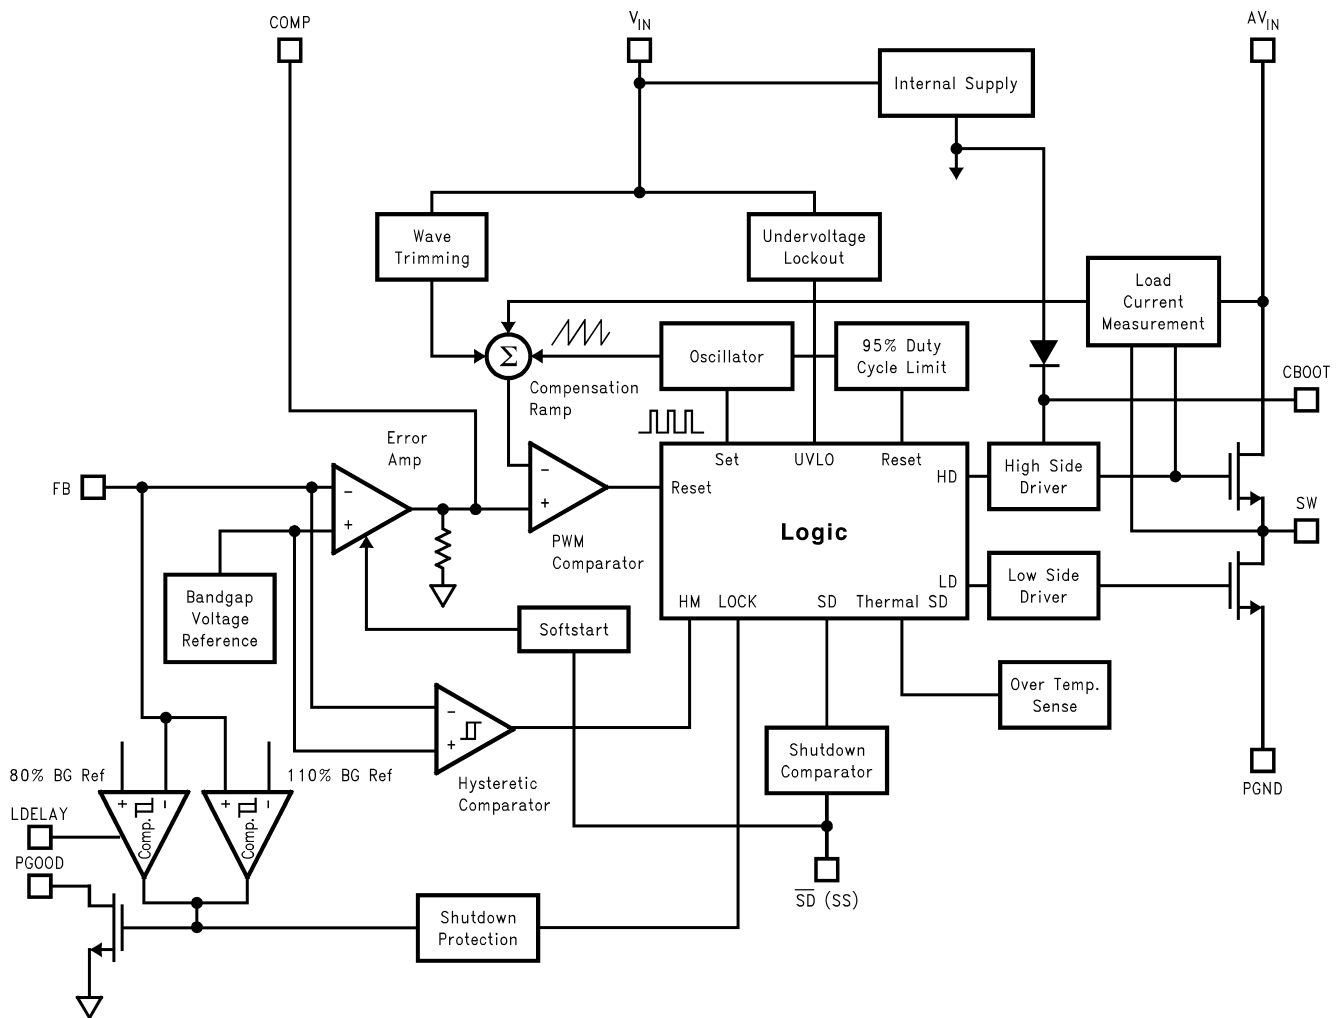 COMP
VIN
AVIN
Internal Supply
Wave
Trimming
Undervoltage
Lockout
Load
Current
Measurement
Σ
Oscillator
95% Duty
Cycle Limit
Compensation
Ramp
CBOOT
Error
Amp
FB
−
+
−
+
PWM
Comparator
Set
UVLO
Reset
Reset
HD
Logic
LD
HM
LOCK
SD
Thermal SD
High Side
Driver
SW
Low Side
Driver
Bandgap
Voltage
Reference
Softstart
Over Temp.
Sense
−
+
Hysteretic
Comparator
Shutdown
Comparator
PGND
80% BG Ref
110% BG Ref
+
−
Comp.
+
−
Comp.
LDELAY
PGOOD
S̅D̅ (SS)
Shutdown
Protection